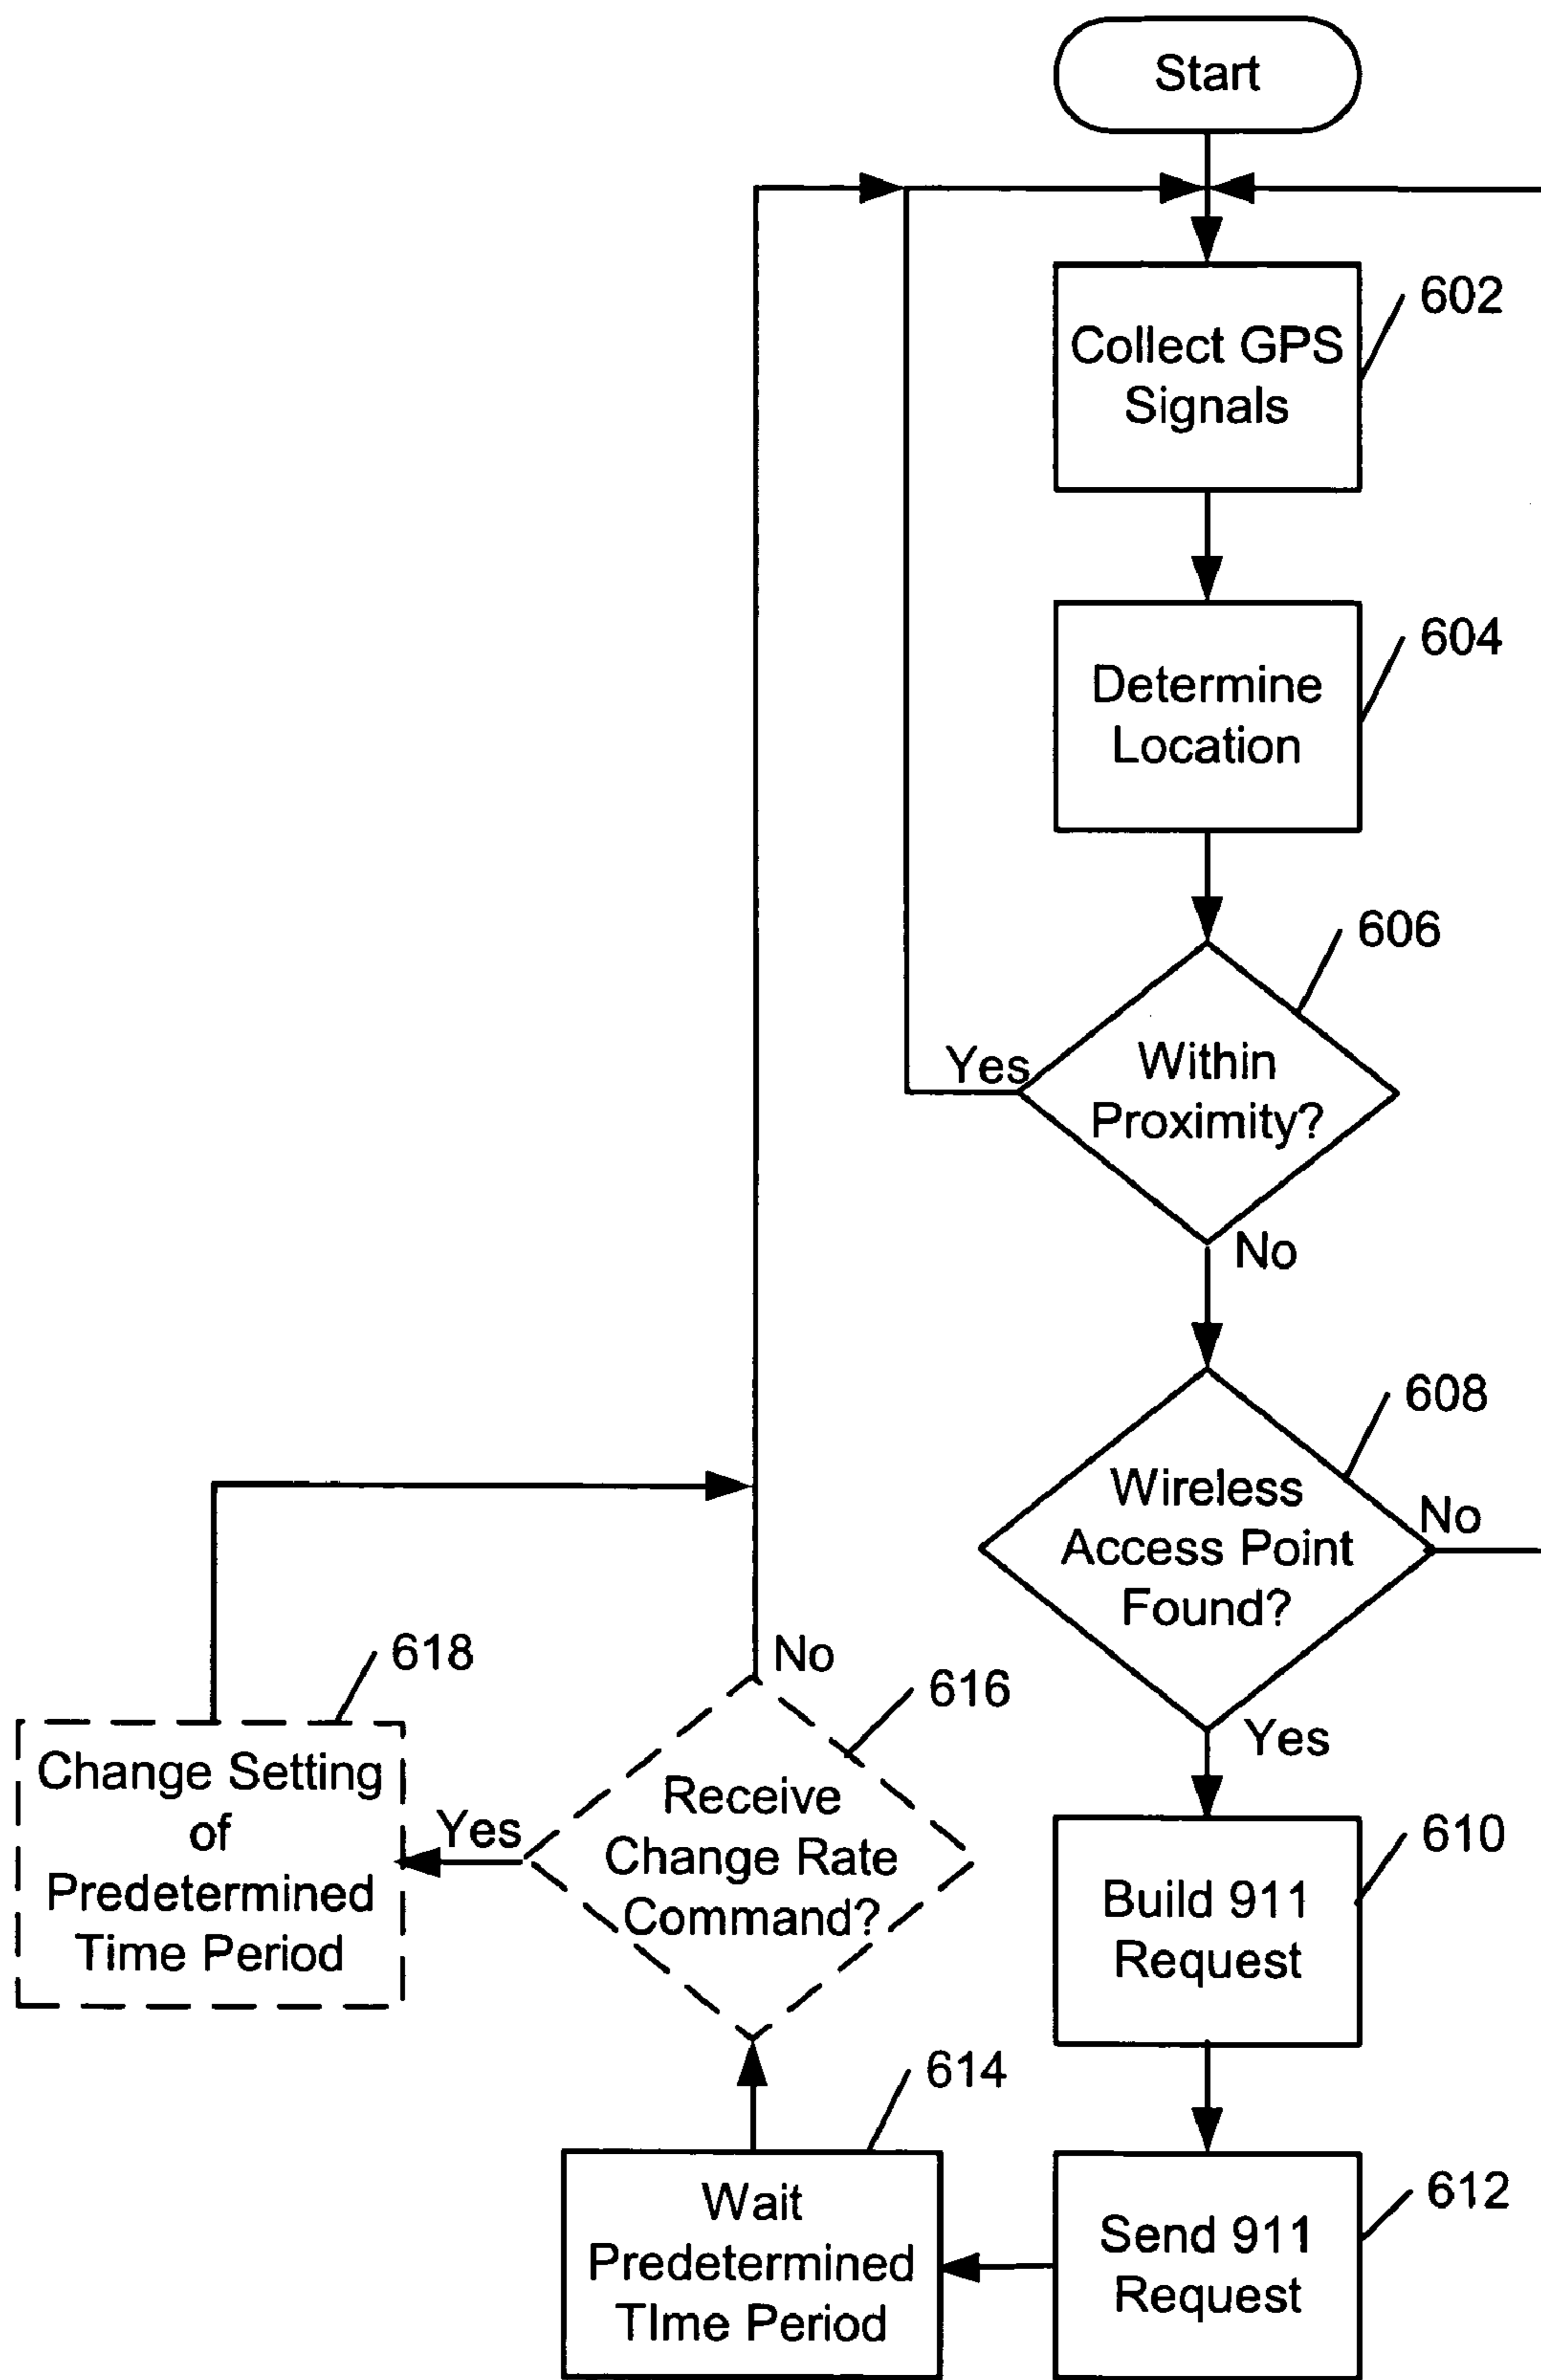 Start
602
Collect GPS
Signals
604
Determine
Location
606
Yes
Within
Proximity?
No
608
Wireless
Access Point
Found?
No
Yes
610
Build 911
Request
612
Send 911
Request
614
Wait
Predetermined
TIme Period
616
Receive
Change Rate
Command?
No
Yes
618
Change Setting
of
Predetermined
Time Period